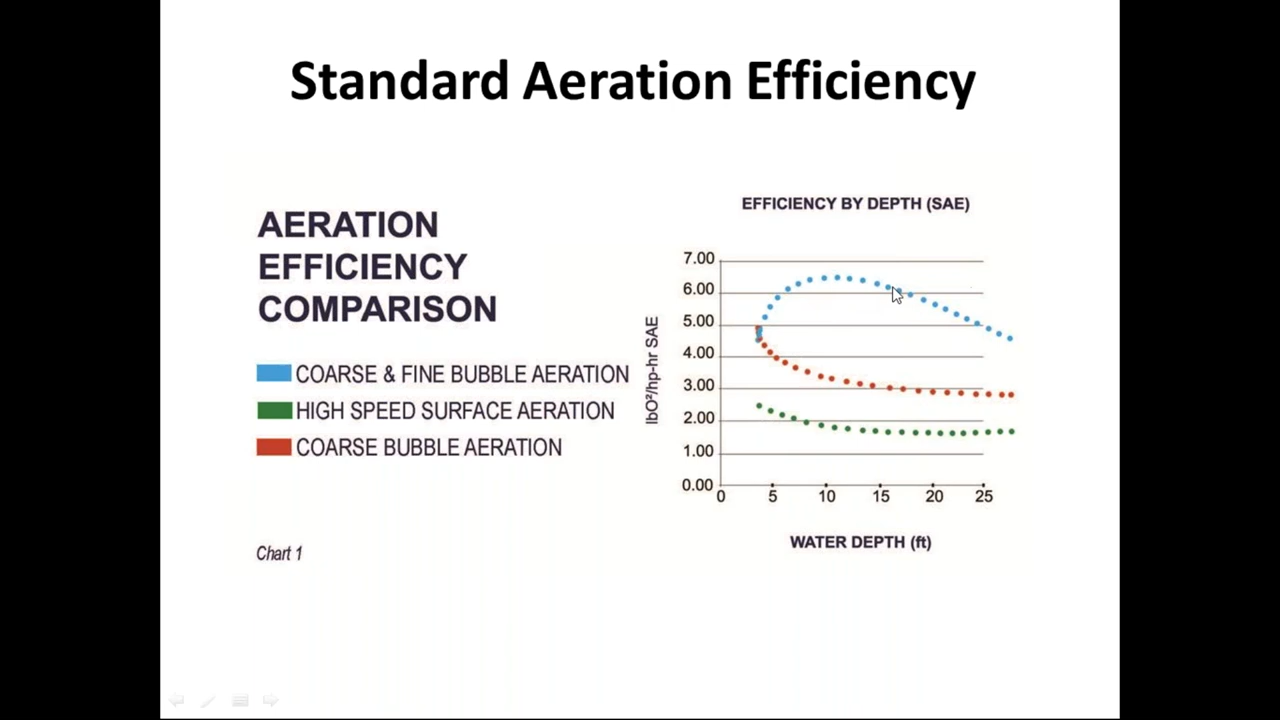 Standard Aeration Efficiency
AERATION
EFFICIENCY
COMPARISON
COARSE & FINE BUBBLE AERATION
HIGH SPEED SURFACE AERATION
COARSE BUBBLE AERATION
Chart 1
EFFICIENCY BY DEPTH (SAE)
lbO²/hp-hr SAE
7.00
6.00
5.00
4.00
3.00
2.00
1.00
0.00
0 5 10 15 20 25
WATER DEPTH (ft)